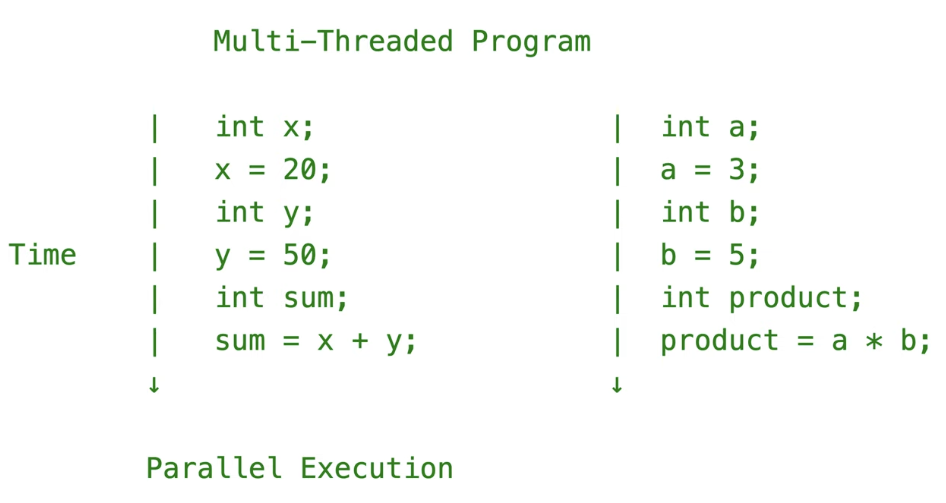 Multi-Threaded Program
| int x; | int a;
| x = 20; | a = 3;
| int y; | int b;
Time | y = 50; | b = 5;
| int sum; | int product;
| sum = x + y; | product = a * b;
↓ ↓
Parallel Execution